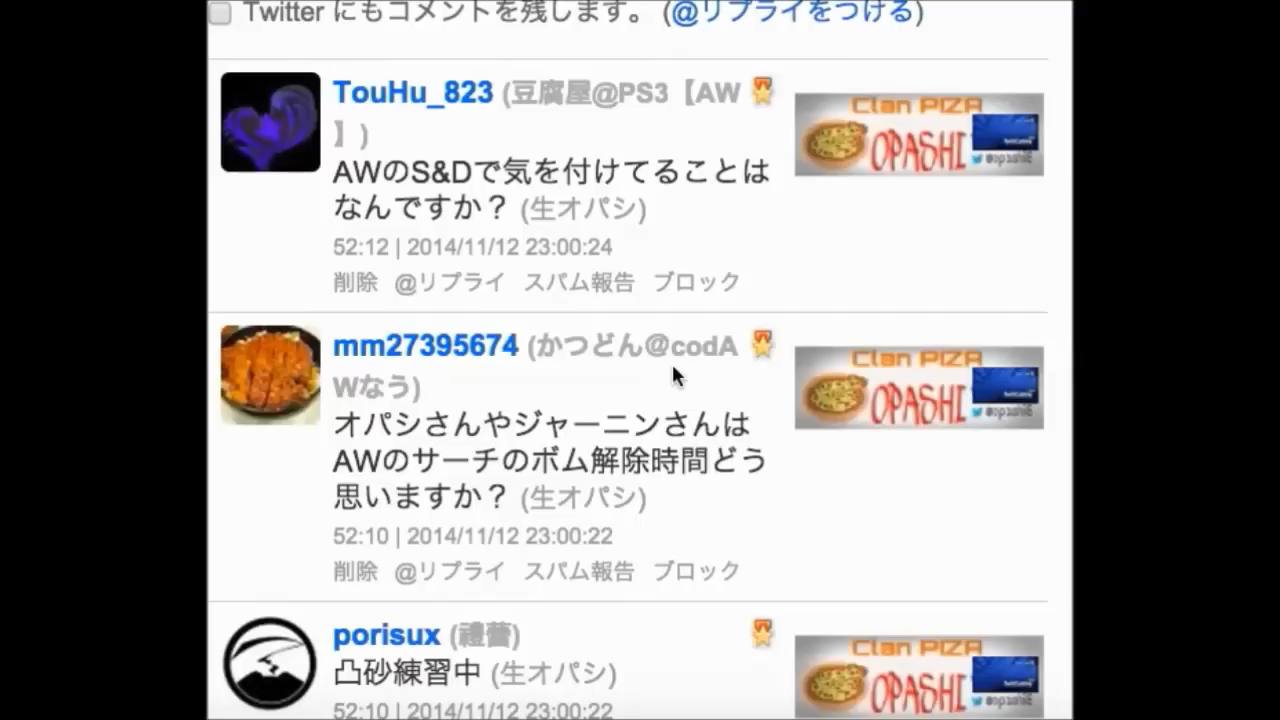 Twitter にもコメントを残します。 (@リプライをつける)
TouHu_823 (豆腐屋@PS3【AW
】)
AWのS&Dで気を付けてることは
なんですか？ (生オパシ)
52:12 | 2014/11/12 23:00:24
削除 @リプライ スパム報告 ブロック
Clan PIZA
OPASHI
mm27395674 (かつどん@codA
Wなう)
オパシさんやジャーニンさんは
AWのサーチのボム解除時間どう
思いますか？ (生オパシ)
52:10 | 2014/11/12 23:00:22
削除 @リプライ スパム報告 ブロック
Clan PIZA
OPASHI
porisux (禮蕾)
凸砂練習中 (生オパシ)
52:10 | 2014/11/12 23:00:22
Clan PIZA
OPASHI